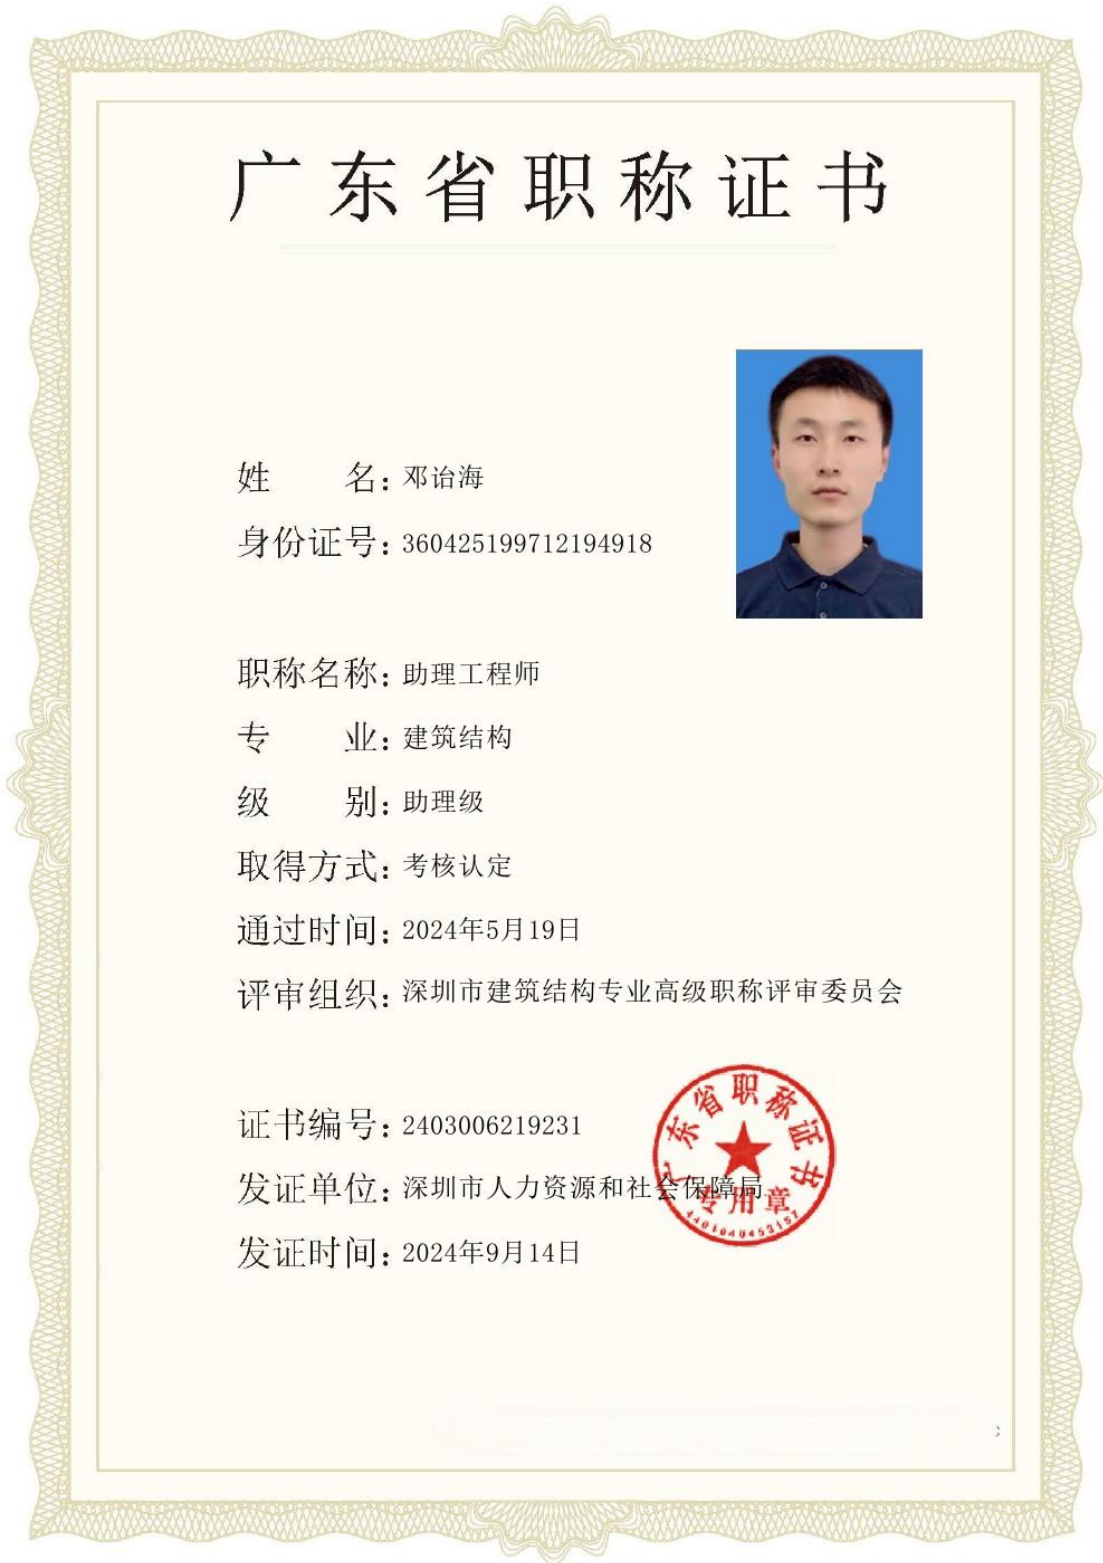 广东省职称证书
姓名：邓诒海
身份证号：360425199712194918
职称名称：助理工程师
专业：建筑结构
级别：助理级
取得方式：考核认定
通过时间：2024年5月19日
评审组织：深圳市建筑结构专业高级职称评审委员会
证书编号：2403006219231
发证单位：深圳市人力资源和社会保障局
发证时间：2024年9月14日
广东省职称证书
专用章
4401040453157